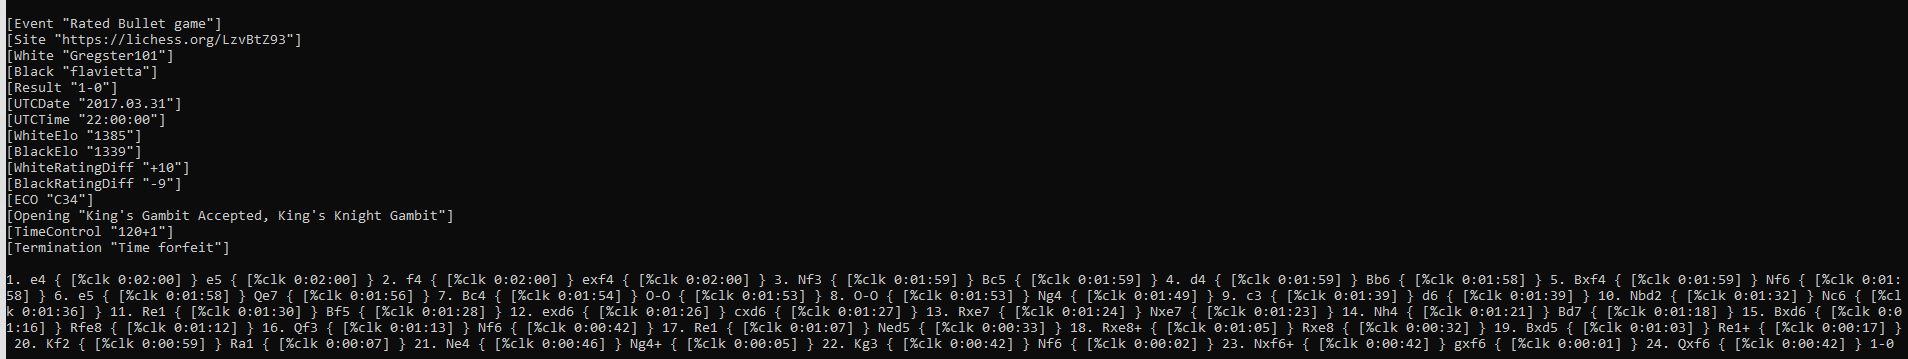 [Event "Rated Bullet game"]
[Site "https://lichess.org/LzvBtZ93"]
[White "Gregster101"]
[Black "flavietta"]
[Result "1-0"]
[UTCDate "2017.03.31"]
[UTCTime "22:00:00"]
[WhiteElo "1385"]
[BlackElo "1339"]
[WhiteRatingDiff "+10"]
[BlackRatingDiff "-9"]
[ECO "C34"]
[Opening "King's Gambit Accepted, King's Knight Gambit"]
[TimeControl "120+1"]
[Termination "Time forfeit"]
1. e4 { [%clk 0:02:00] } e5 { [%clk 0:02:00] } 2. f4 { [%clk 0:02:00] } exf4 { [%clk 0:02:00] } 3. Nf3 { [%clk 0:01:59] } Bc5 { [%clk 0:01:59] } 4. d4 { [%clk 0:01:59] } Bb6 { [%clk 0:01:58] } 5. Bxf4 { [%clk 0:01:59] } Nf6 { [%clk 0:01:
58] } 6. e5 { [%clk 0:01:58] } Qe7 { [%clk 0:01:56] } 7. Bc4 { [%clk 0:01:54] } O-O { [%clk 0:01:53] } 8. O-O { [%clk 0:01:53] } Ng4 { [%clk 0:01:49] } 9. c3 { [%clk 0:01:39] } d6 { [%clk 0:01:39] } 10. Nbd2 { [%clk 0:01:32] } Nc6 { [%cl
k 0:01:36] } 11. Re1 { [%clk 0:01:30] } Bf5 { [%clk 0:01:28] } 12. exd6 { [%clk 0:01:26] } cxd6 { [%clk 0:01:27] } 13. Rxe7 { [%clk 0:01:24] } Nxe7 { [%clk 0:01:23] } 14. Nh4 { [%clk 0:01:21] } Bd7 { [%clk 0:01:18] } 15. Bxd6 { [%clk 0:0
1:16] } Rfe8 { [%clk 0:01:12] } 16. Qf3 { [%clk 0:01:13] } Nf6 { [%clk 0:00:42] } 17. Re1 { [%clk 0:01:07] } Ned5 { [%clk 0:00:33] } 18. Rxe8+ { [%clk 0:01:05] } Rxe8 { [%clk 0:00:32] } 19. Bxd5 { [%clk 0:01:03] } Re1+ { [%clk 0:00:17] }
20. Kf2 { [%clk 0:00:59] } Ra1 { [%clk 0:00:07] } 21. Ne4 { [%clk 0:00:46] } Ng4+ { [%clk 0:00:05] } 22. Kg3 { [%clk 0:00:42] } Nf6 { [%clk 0:00:02] } 23. Nxf6+ { [%clk 0:00:42] } gxf6 { [%clk 0:00:01] } 24. Qxf6 { [%clk 0:00:42] } 1-0